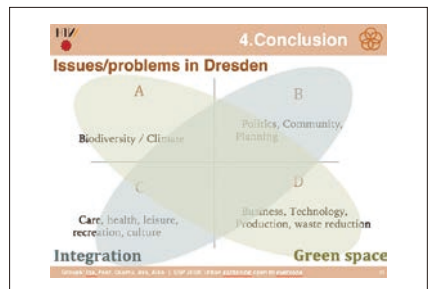 4.Conclusion
Issues/problems in Dresden
A
B
Biodiversity / Climate
Politics, Community,
Planning
C
D
Care, health, leisure,
recreation, culture
Business, Technology,
Production, waste reduction
Integration
Green space